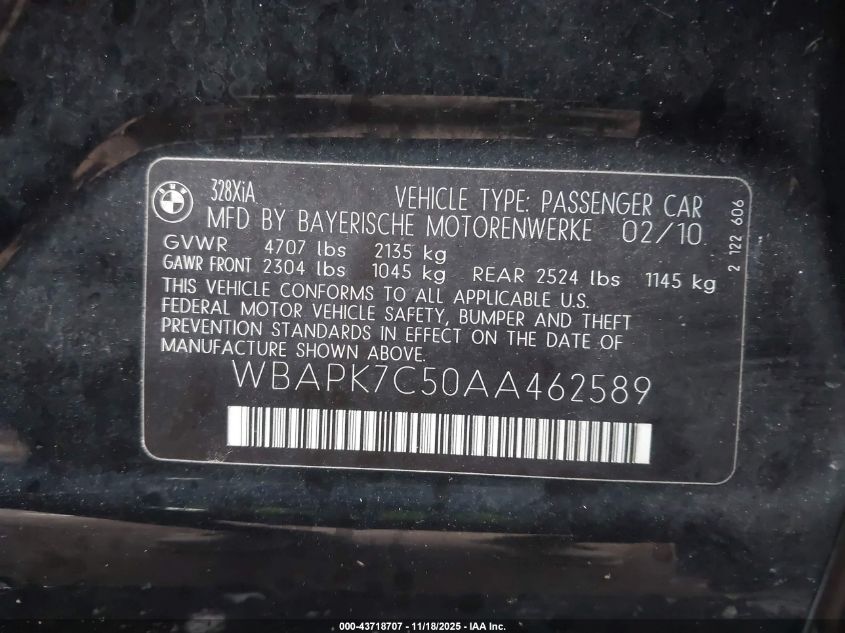 BMW
328XiA
VEHICLE TYPE: PASSENGER CAR
MFD BY BAYERISCHE MOTORENWERKE 02/10
GVWR 4707 lbs 2135 kg
GAWR FRONT 2304 lbs 1045 kg REAR 2524 lbs 1145 kg
THIS VEHICLE CONFORMS TO ALL APPLICABLE U.S.
FEDERAL MOTOR VEHICLE SAFETY, BUMPER AND THEFT
PREVENTION STANDARDS IN EFFECT ON THE DATE OF
MANUFACTURE SHOWN ABOVE.
WBAPK7C50AA462589
2 122 606
000-43718707 - 11/18/2025 - IAA Inc.